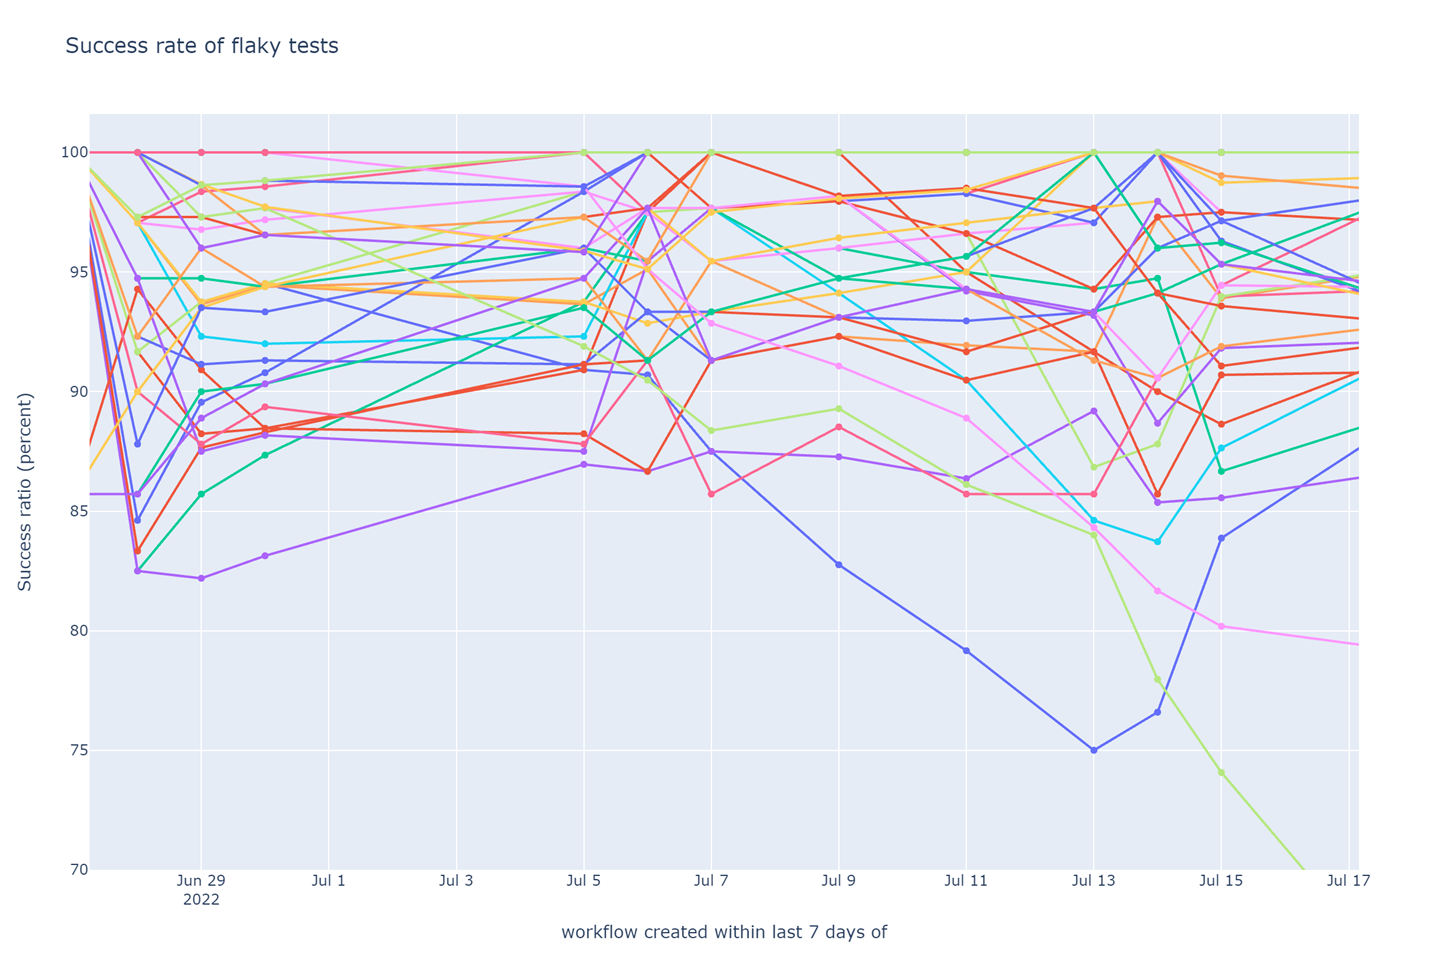 Success rate of flaky tests
100
95
90
85
80
75
70
Success ratio (percent)
Jun 29 Jul 1 Jul 3 Jul 5 Jul 7 Jul 9 Jul 11 Jul 13 Jul 15 Jul 17
2022
workflow created within last 7 days of